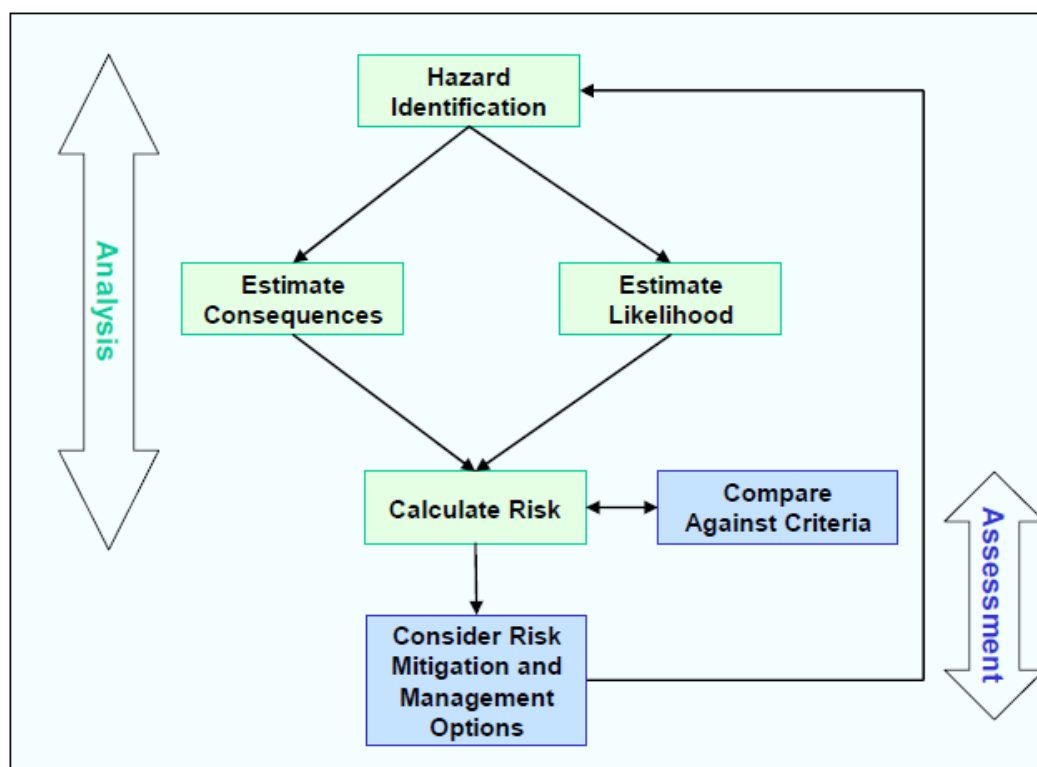 Hazard
Identification
Analysis
Estimate
Consequences
Estimate
Likelihood
Calculate Risk
Compare
Against Criteria
Assessment
Consider Risk
Mitigation and
Management
Options